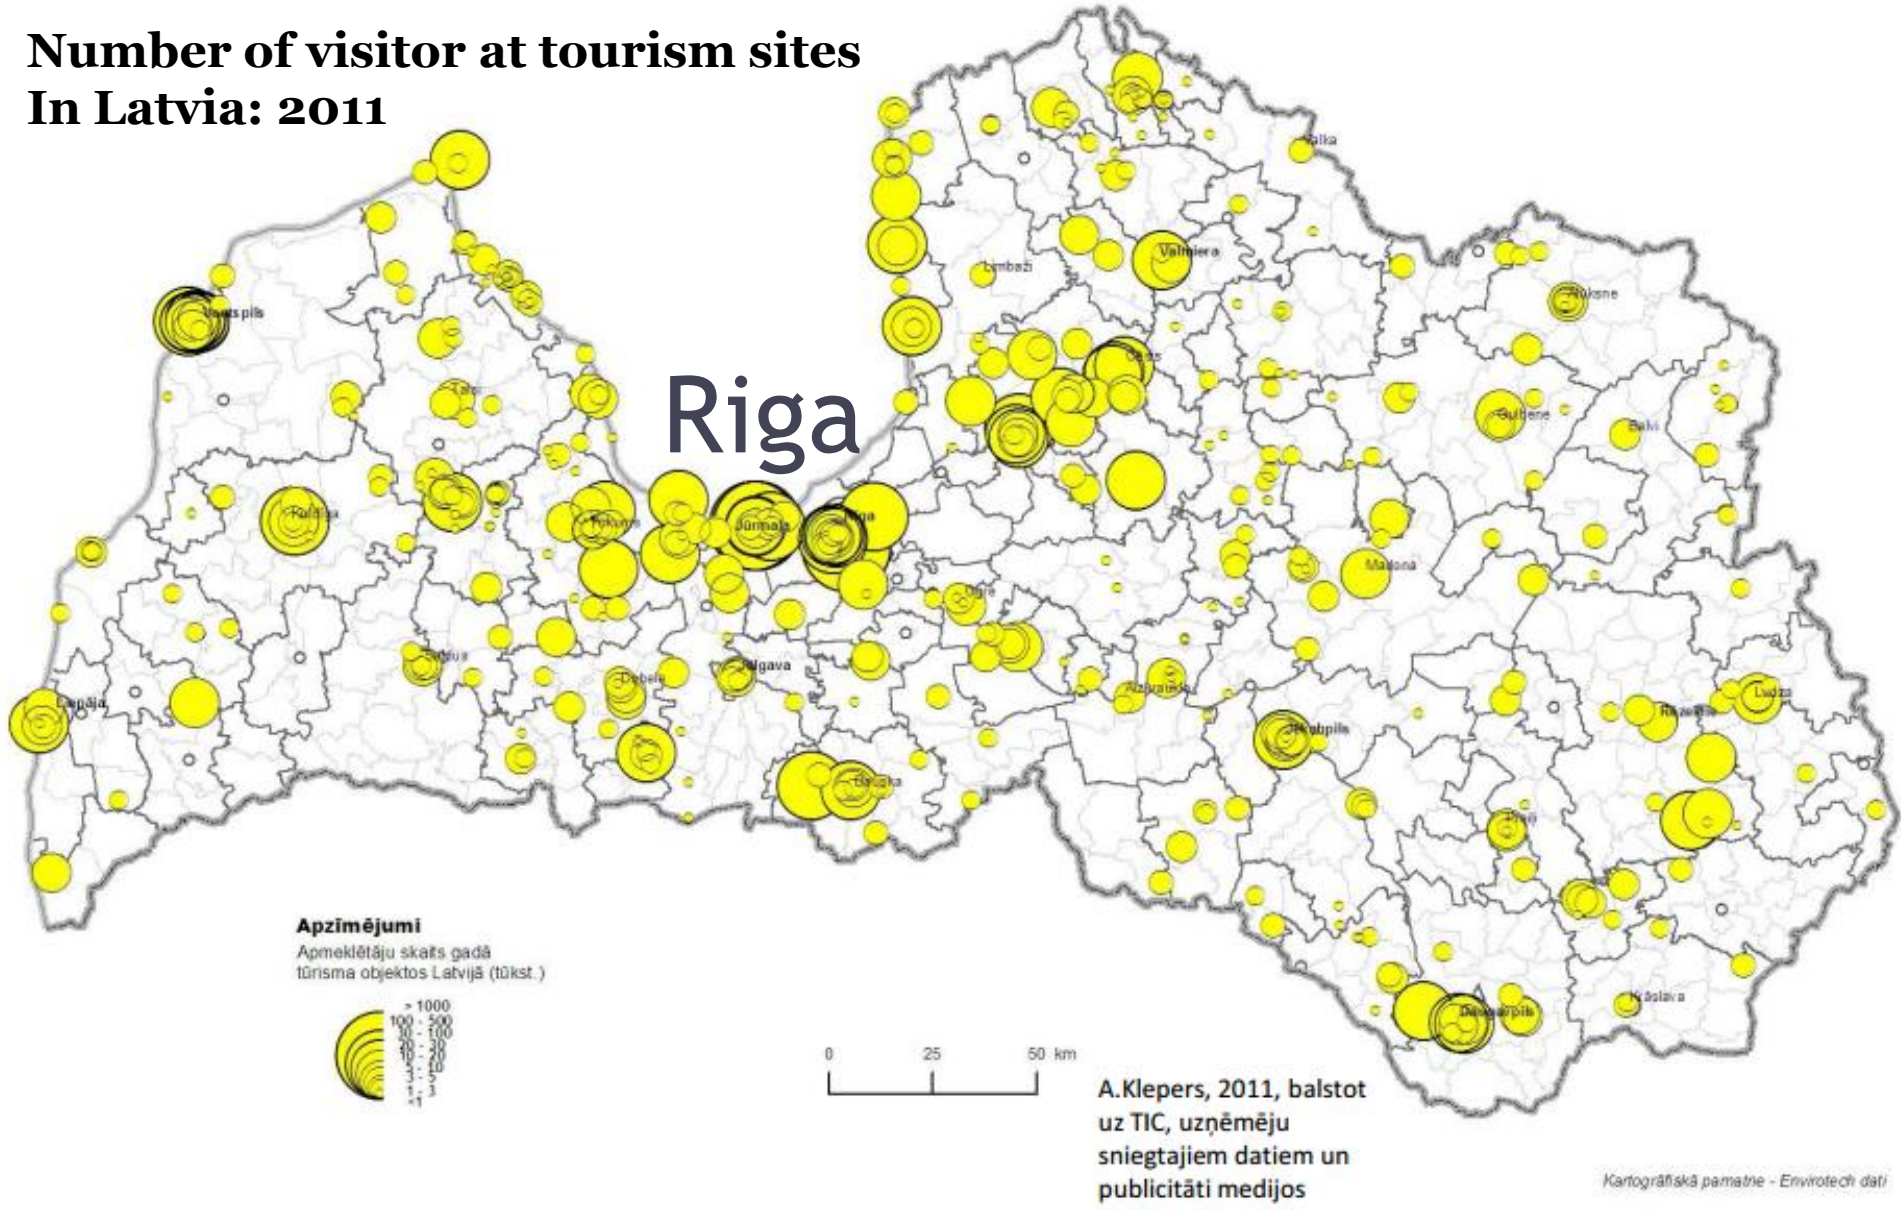 Number of visitor at tourism sites
In Latvia: 2011
Valka
Valmiera
Limbaži
Alūksne
Ventspils
Cēsis
Talsi
Riga
Gulbene
Balvi
Kuldīga
Tukums
Jūrmala
Rīga
Madona
Ogre
Saldus
Dobele
Jelgava
Aizkraukle
Liepāja
Jēkabpils
Rēzekne
Ludza
Bauska
Preiļi
Krāslava
Daugavpils
Apzīmējumi
Apmeklētāju skaits gadā
tūrisma objektos Latvijā (tūkst.)
> 1000
100 - 500
30 - 100
20 - 30
10 - 20
5 - 10
3 - 5
1 - 3
<1
0 25 50 km
A.Klepers, 2011, balstot
uz TIC, uzņēmēju
sniegtajiem datiem un
publicitāti medijos
Kartogrāfiskā pamatne - Envirotech dati